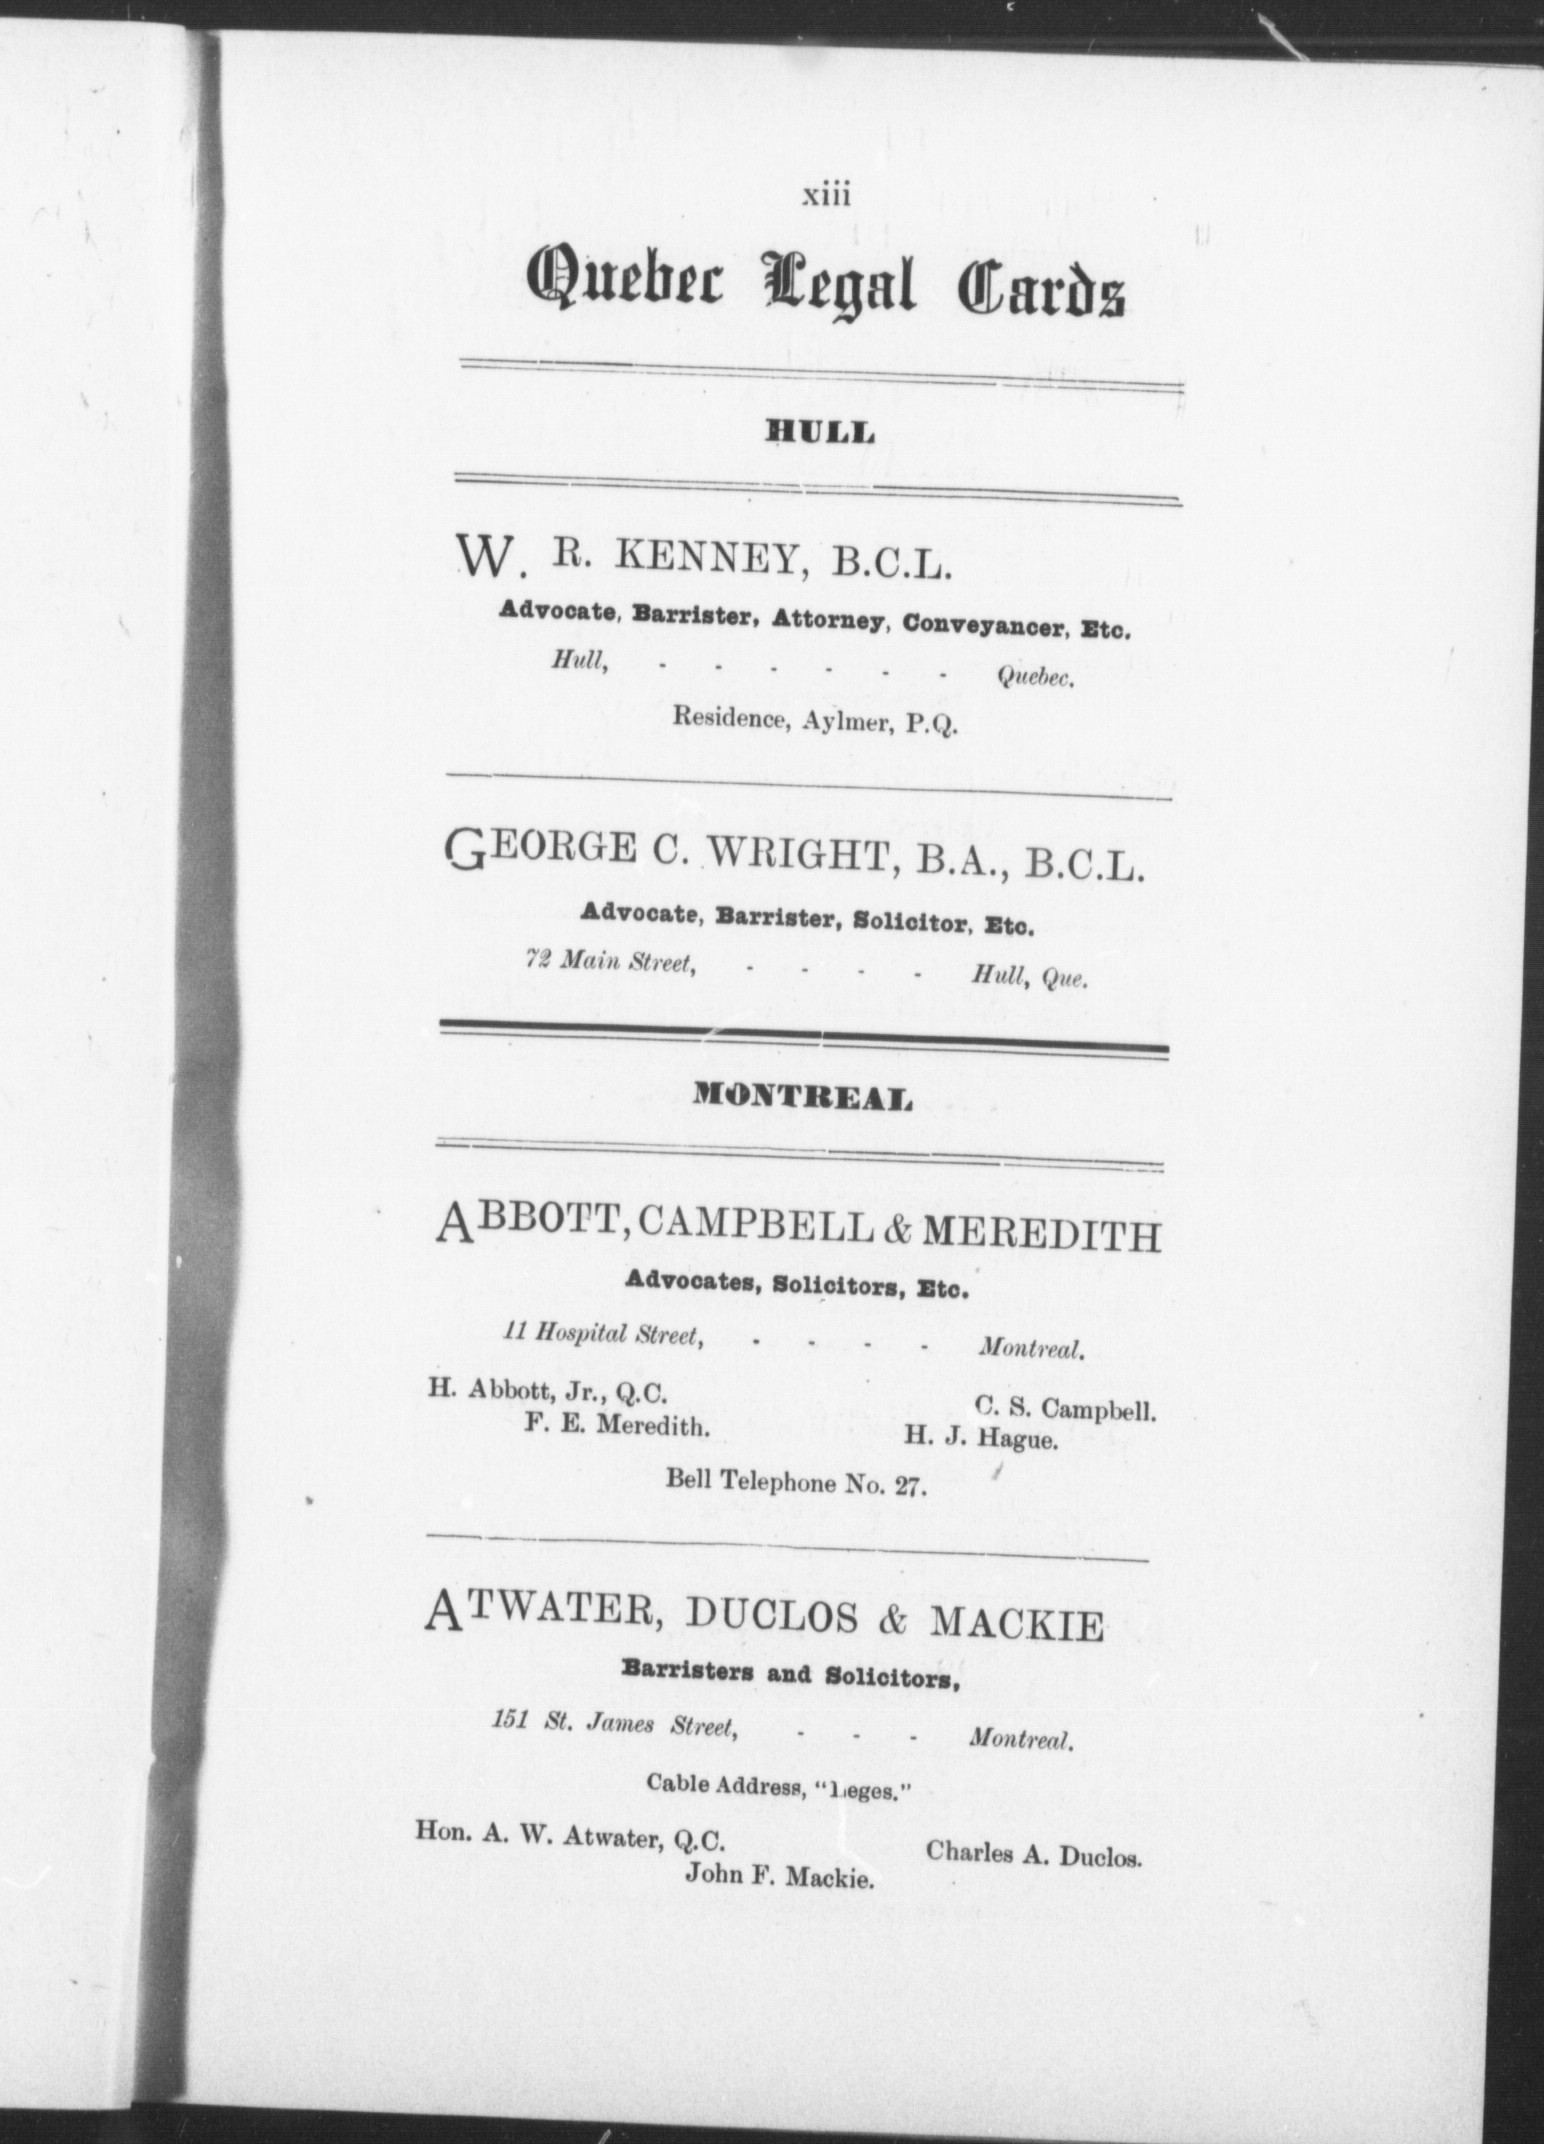 xiii
Quebec Legal Cards
HULL
W. R. KENNEY, B.C.L.
Advocate, Barrister, Attorney, Conveyancer, Etc.
Hull, - - - - - - Quebec.
Residence, Aylmer, P.Q.
GEORGE C. WRIGHT, B.A., B.C.L.
Advocate, Barrister, Solicitor, Etc.
72 Main Street, - - - - Hull, Que.
MONTREAL
ABBOTT, CAMPBELL & MEREDITH
Advocates, Solicitors, Etc.
11 Hospital Street, - - - - Montreal.
H. Abbott, Jr., Q.C. C. S. Campbell.
F. E. Meredith. H. J. Hague.
Bell Telephone No. 27.
ATWATER, DUCLOS & MACKIE
Barristers and Solicitors,
151 St. James Street, - - - Montreal.
Cable Address, "Leges."
Hon. A. W. Atwater, Q.C. Charles A. Duclos.
John F. Mackie.